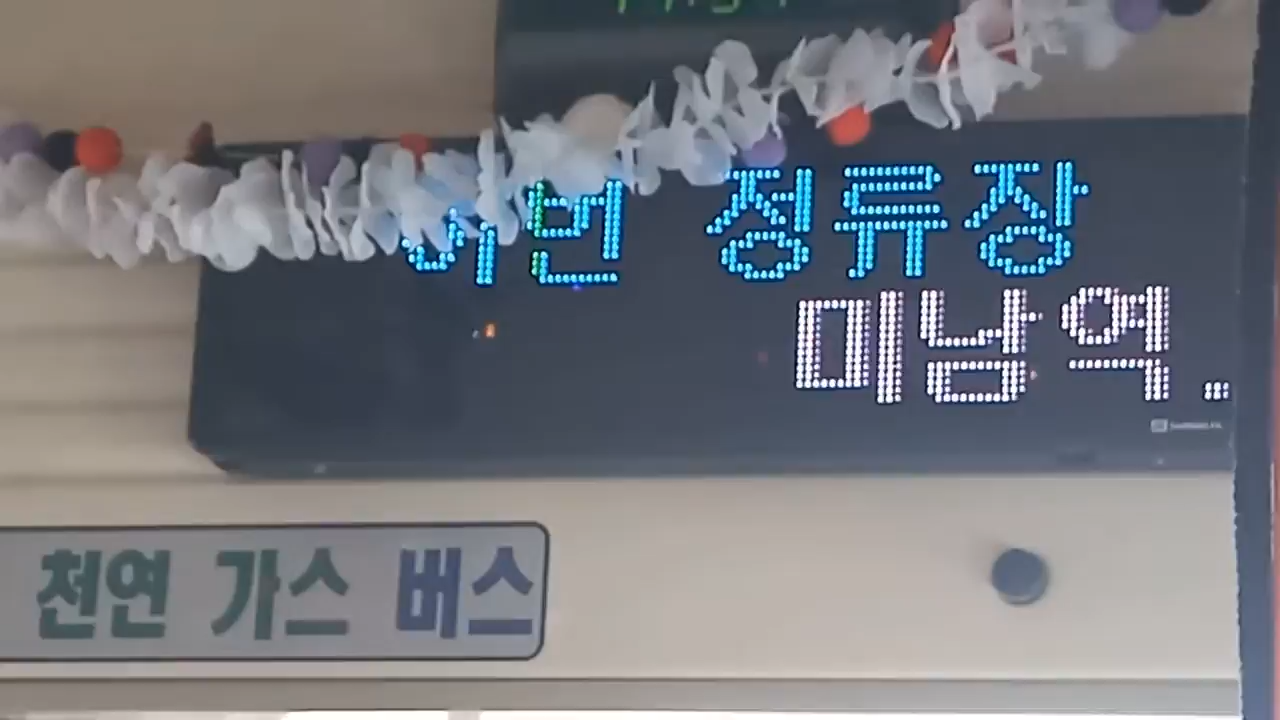 이번 정류장
미남역.
천연 가스 버스